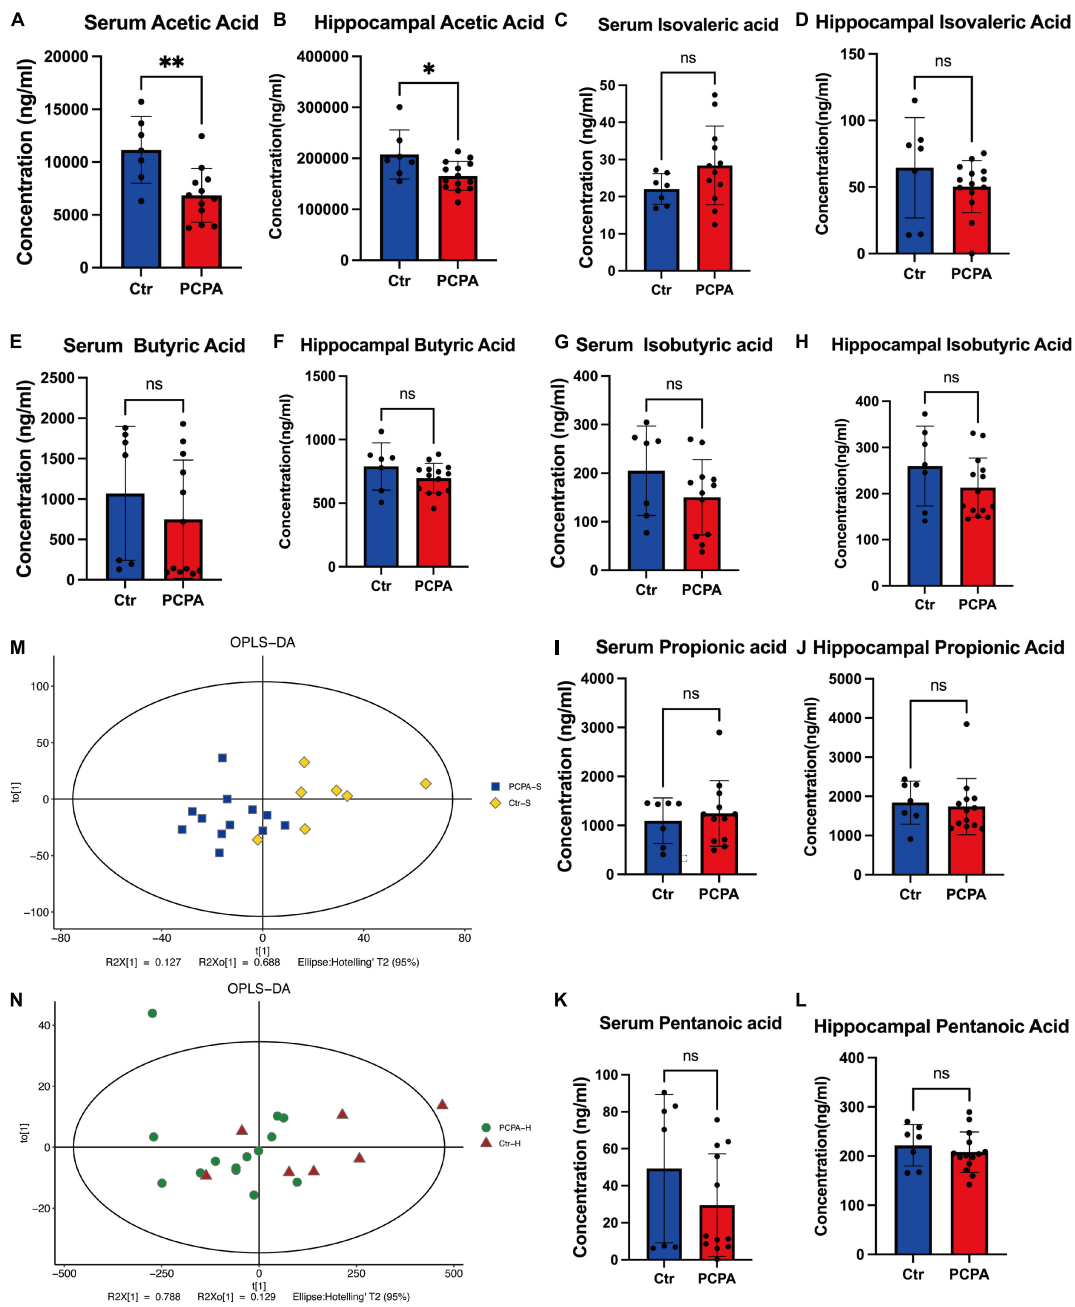 A Serum Acetic Acid
Concentration (ng/ml)
20000
15000
10000
5000
0
**
Ctr PCPA
B Hippocampal Acetic Acid
Concentration(ng/ml)
400000
300000
200000
100000
0
*
Ctr PCPA
C Serum Isovaleric acid
Concentration (ng/ml)
50
40
30
20
10
0
ns
Ctr PCPA
D Hippocampal Isovaleric Acid
Concentration(ng/ml)
150
100
50
0
ns
Ctr PCPA
E Serum Butyric Acid
Concentration (ng/ml)
2500
2000
1500
1000
500
0
ns
Ctr PCPA
F Hippocampal Butyric Acid
Concentration(ng/ml)
1500
1000
500
0
ns
Ctr PCPA
G Serum Isobutyric acid
Concentration (ng/ml)
400
300
200
100
0
ns
Ctr PCPA
H Hippocampal Isobutyric Acid
Concentration(ng/ml)
400
300
200
100
0
ns
Ctr PCPA
M OPLS-DA
to[1]
100
50
0
−50
−100
−80 −40 0 40 80
t[1]
R2X[1] = 0.127 R2Xo[1] = 0.688 Ellipse:Hotelling' T2 (95%)
PCPA−S
Ctr−S
I Serum Propionic acid
Concentration (ng/ml)
4000
3000
2000
1000
0
ns
Ctr PCPA
J Hippocampal Propionic Acid
Concentration(ng/ml)
5000
4000
3000
2000
1000
0
ns
Ctr PCPA
N OPLS−DA
to[1]
40
20
0
−20
−500 −250 0 250 500
t[1]
R2X[1] = 0.788 R2Xo[1] = 0.129 Ellipse:Hotelling' T2 (95%)
PCPA−H
Ctr−H
K Serum Pentanoic acid
Concentration (ng/ml)
100
80
60
40
20
0
ns
Ctr PCPA
L Hippocampal Pentanoic Acid
Concentration(ng/ml)
400
300
200
100
0
ns
Ctr PCPA